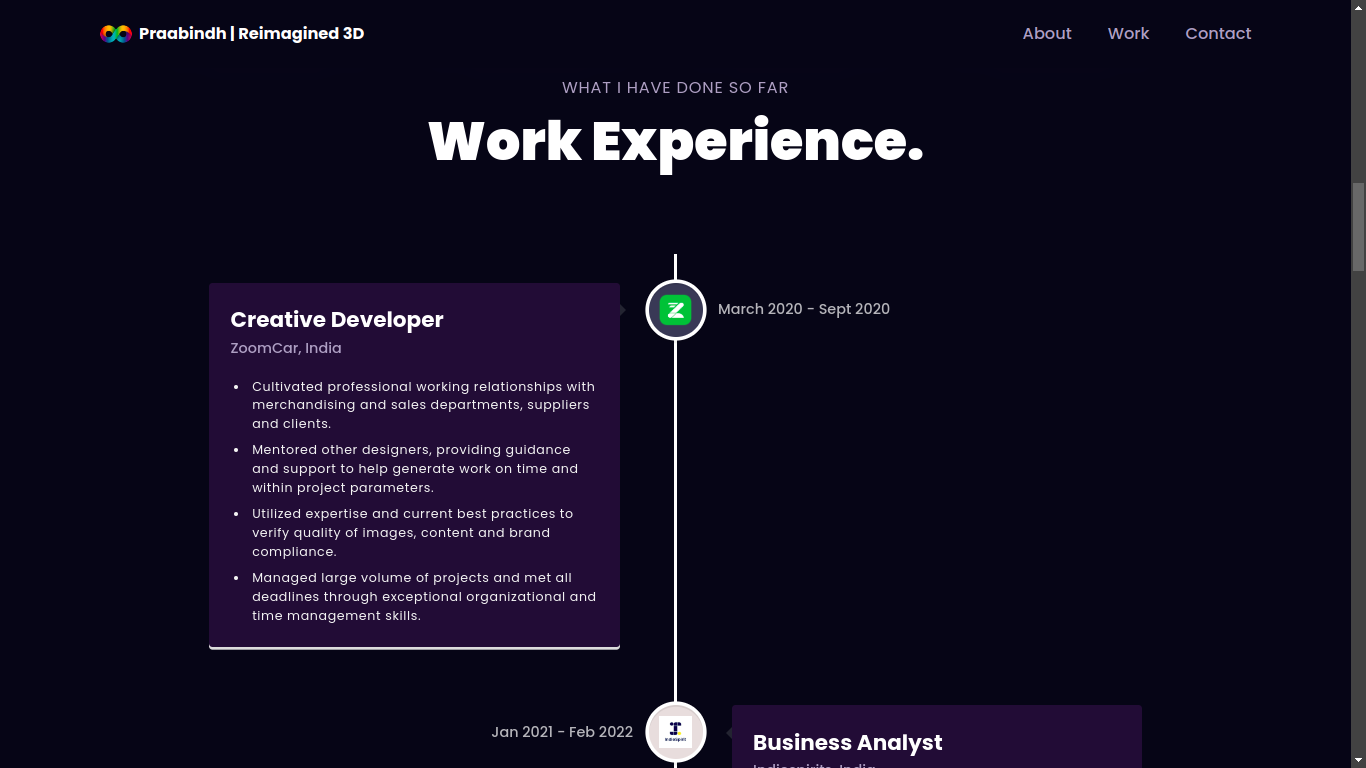 Praabindh | Reimagined 3D
About
Work
Contact
WHAT I HAVE DONE SO FAR
Work Experience.
March 2020 - Sept 2020
Creative Developer
ZoomCar, India
• Cultivated professional working relationships with
merchandising and sales departments, suppliers
and clients.
• Mentored other designers, providing guidance
and support to help generate work on time and
within project parameters.
• Utilized expertise and current best practices to
verify quality of images, content and brand
compliance.
• Managed large volume of projects and met all
deadlines through exceptional organizational and
time management skills.
Jan 2021 - Feb 2022
Business Analyst
Indiespirits, India